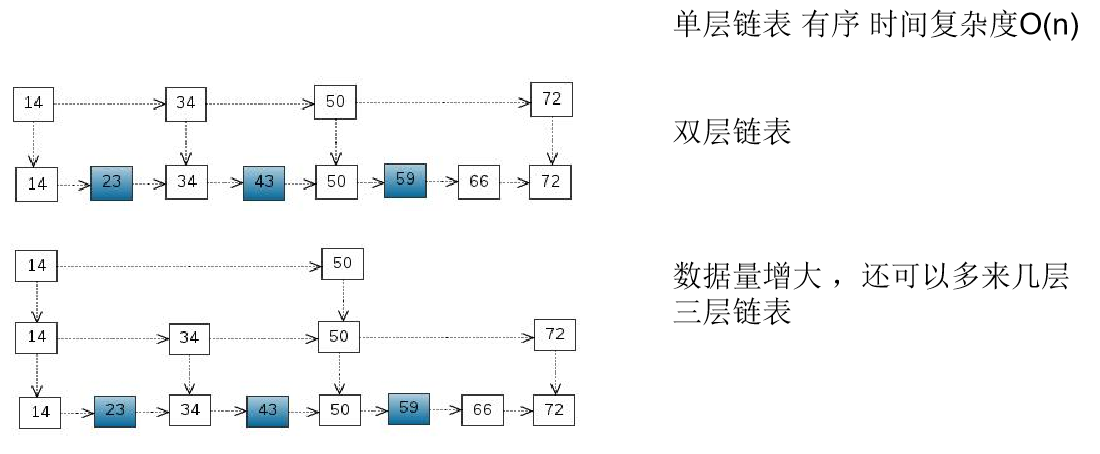 单层链表 有序 时间复杂度O(n)
14 34 50 72
双层链表
14 23 34 43 50 59 66 72
14 50
数据量增大 ，还可以多来几层
三层链表
14 34 50 72
14 23 34 43 50 59 66 72